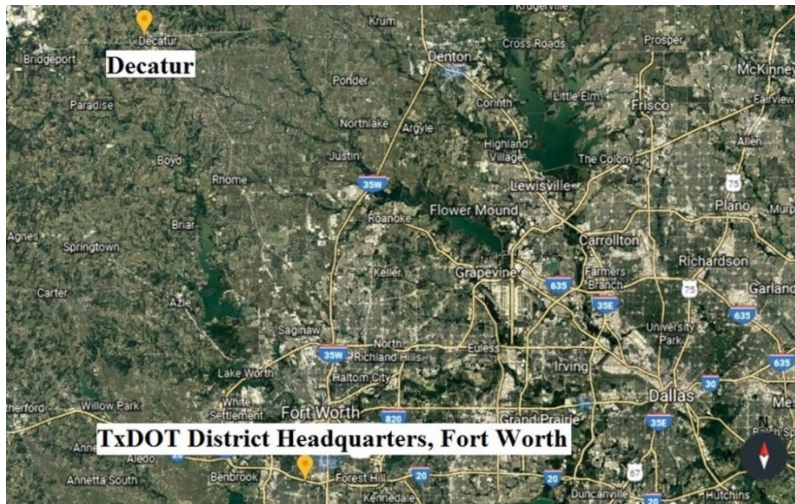 Krum
Krugerville
Decatur
Cross Roads
Prosper
Bridgeport
Denton
Decatur
McKinney
Ponder
Little Elm
Fairview
Paradise
Corinth
Frisco
Northlake
Argyle
Allen
Highland
Village
Boyd
Justin
The Colony
Rhome
35W
Lewisville
75
Plano
Flower Mound
Roanoke
Briar
Carrollton
Agnes
Springtown
Richardson
Keller
Grapevine
Farmers
Branch
635
75
Garland
Carter
Azle
35E
635
Saginaw
University
Park
North
Richland Hills
35W
Euless
Irving
635
Lake Worth
Haltom City
30
Dallas
White
Settlement
Willow Park
Fort Worth
820
Grand Prairie
35E
N
TxDOT District Headquarters, Fort Worth
Aledo
20
67
Annetta South
Benbrook
Forest Hill
20
20
Kennedale
Duncanville
20
Hutchins